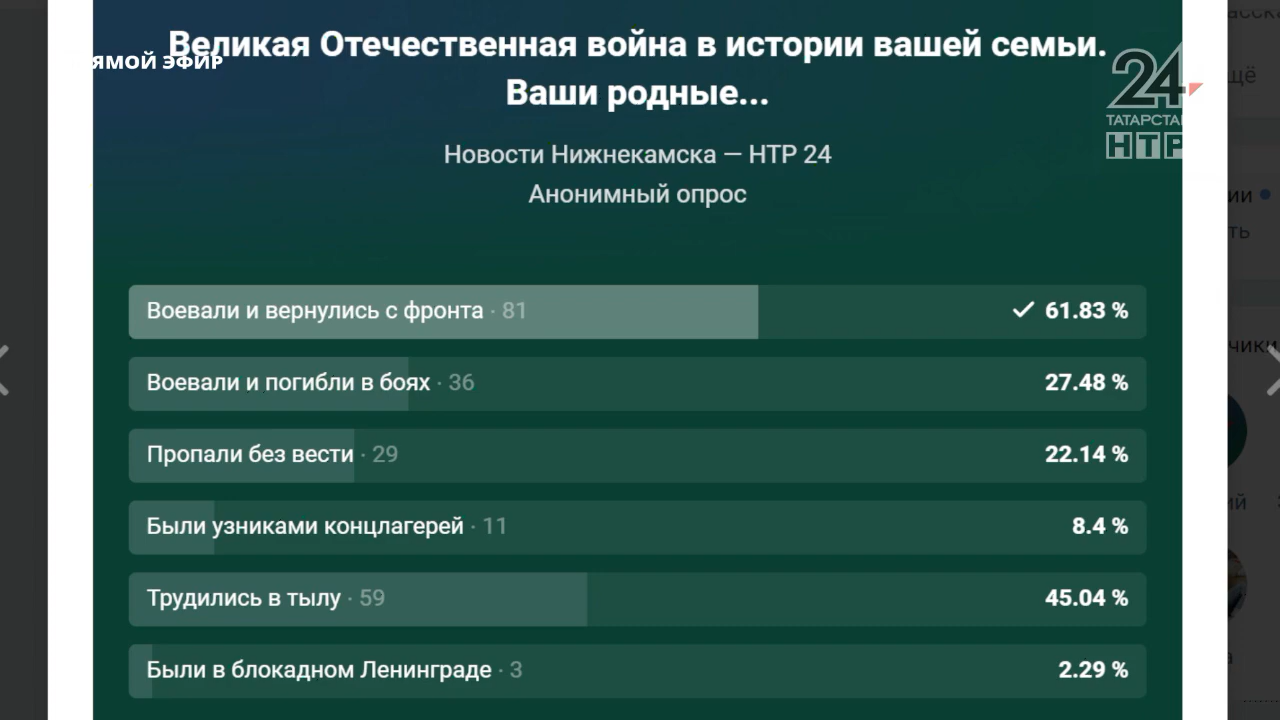 Великая Отечественная война в истории вашей семьи.
ЯМОЙ ЭФИР
Ваши родные...
24
ТАТАРСТА
НТР
Новости Нижнекамска — НТР 24
Анонимный опрос
Воевали и вернулись с фронта · 81 61.83 %
Воевали и погибли в боях · 36 27.48 %
Пропали без вести · 29 22.14 %
Были узниками концлагерей · 11 8.4 %
Трудились в тылу · 59 45.04 %
Были в блокадном Ленинграде · 3 2.29 %